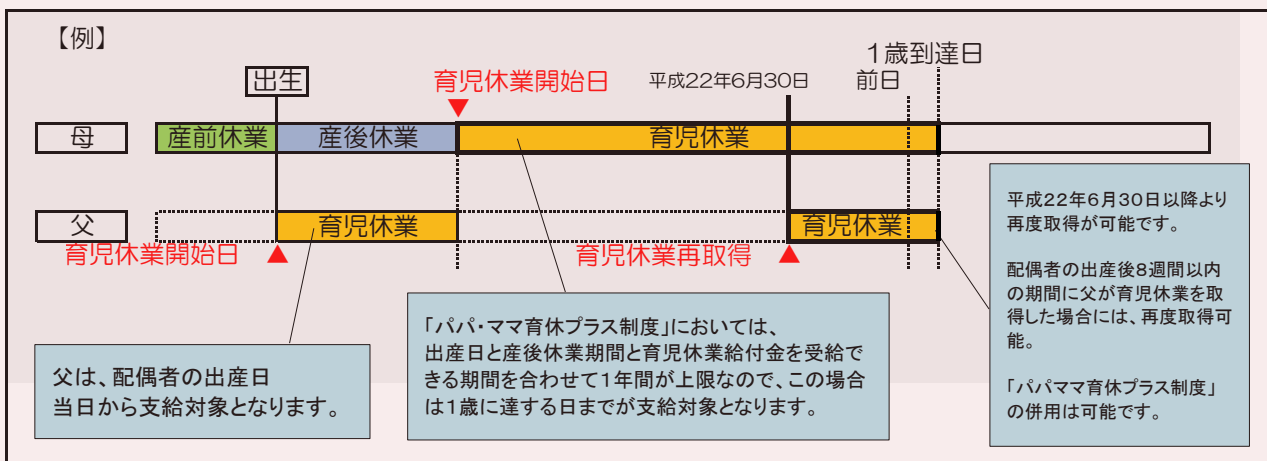 【例】
1歳到達日
出生
育児休業開始日
平成22年6月30日
前日
母
産前休業
産後休業
育児休業
父
育児休業
育児休業
育児休業開始日
育児休業再取得
父は、配偶者の出産日
当日から支給対象となります。
「パパ・ママ育休プラス制度」においては、
出産日と産後休業期間と育児休業給付金を受給で
きる期間を合わせて1年間が上限なので、この場合
は1歳に達する日までが支給対象となります。
平成22年6月30日以降より
再度取得が可能です。
配偶者の出産後8週間以内
の期間に父が育児休業を取
得した場合には、再度取得可
能。
「パパママ育休プラス制度」
の併用は可能です。